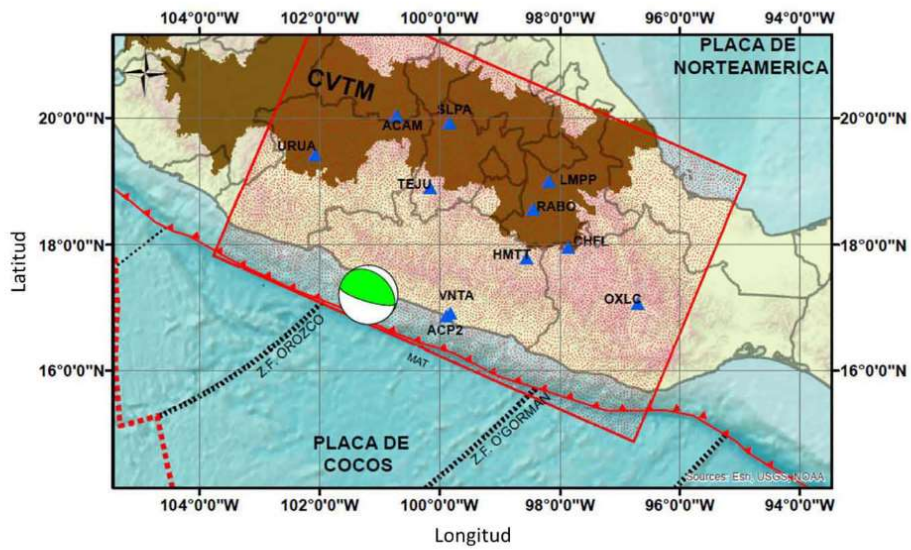 104°0'0"W 102°0'0"W 100°0'0"W 98°0'0"W 96°0'0"W 94°0'0"W
PLACA DE
NORTEAMERICA
CVTM
SLPA
20°0'0"N
ACAM
20°0'0"N
URUA
TEJU
LMPP
RABO
18°0'0"N
HMTT
CHFL
18°0'0"N
Latitud
VNTA
OXLC
ACP2
Z.F. OROZCO
MAT
16°0'0"N
16°0'0"N
Z.F. O'GORMAN
PLACA DE
COCOS
Sources: Esri, USGS, NOAA
104°0'0"W 102°0'0"W 100°0'0"W 98°0'0"W 96°0'0"W 94°0'0"W
Longitud